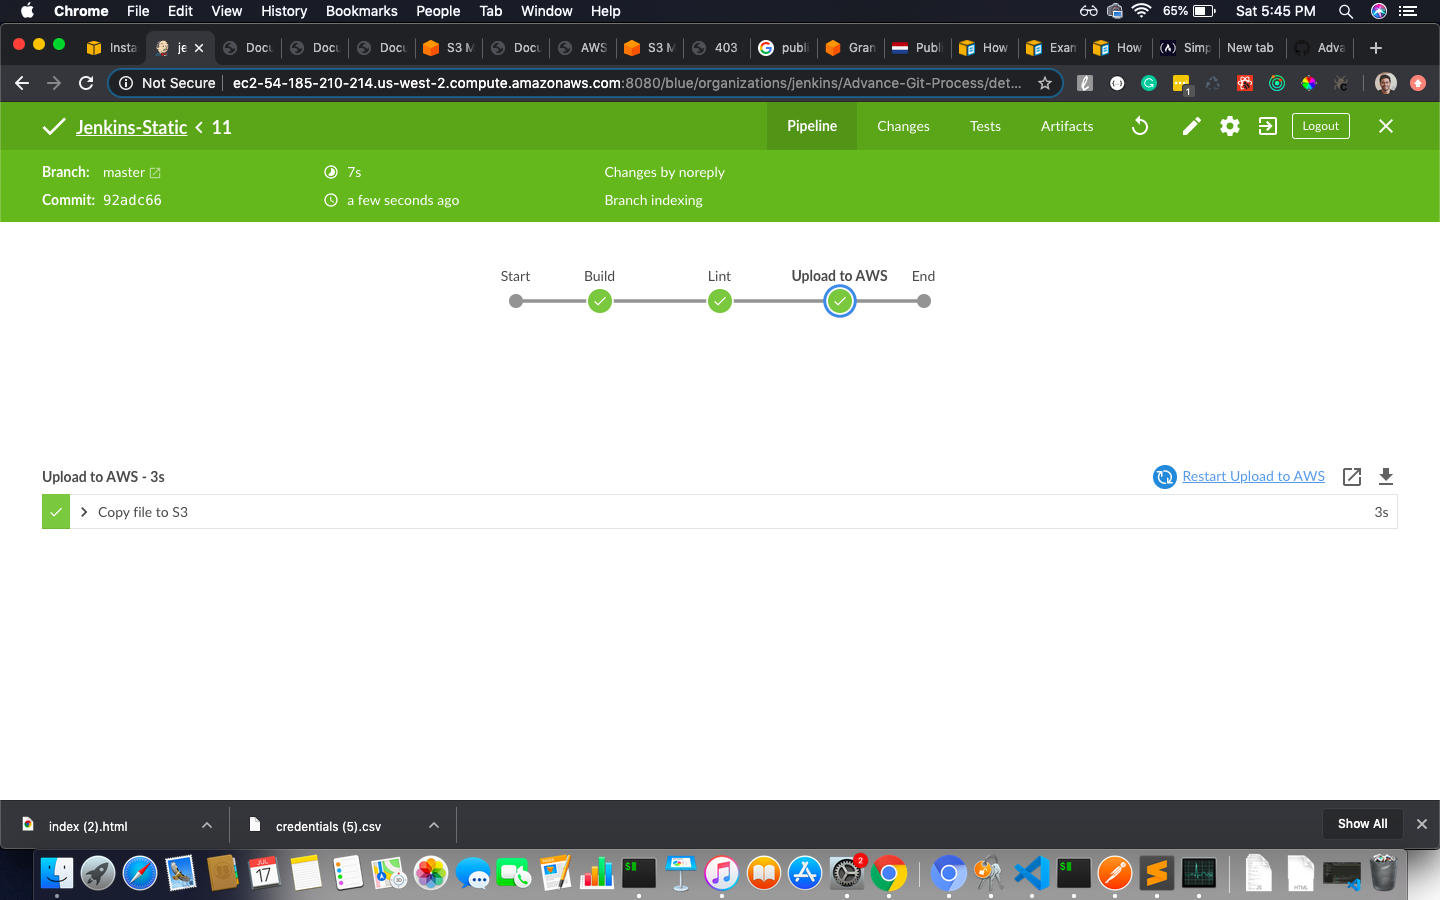 Chrome File Edit View History Bookmarks People Tab Window Help 65% Sat 5:45 PM
Insta je Docu Docu Docu S3 M Docu AWS S3 M 403 publi Gran Publ How Exam How Simp New tab Adva
Not Secure ec2-54-185-210-214.us-west-2.compute.amazonaws.com:8080/blue/organizations/jenkins/Advance-Git-Process/det... 1
Jenkins-Static < 11 Pipeline Changes Tests Artifacts Logout
Branch: master 7s Changes by noreply
Commit: 92adc66 a few seconds ago Branch indexing
Start Build Lint Upload to AWS End
Upload to AWS - 3s Restart Upload to AWS
Copy file to S3 3s
index (2).html credentials (5).csv Show All
JUL
17
2